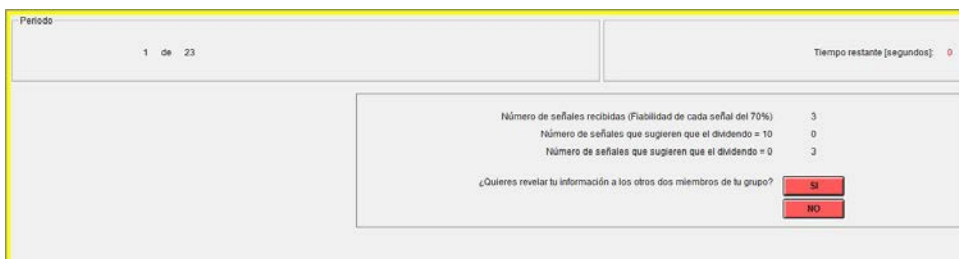 Periodo
1 de 23
Tiempo restante [segundos]: 0
Número de señales recibidas (Fiabilidad de cada señal del 70%) 3
Número de señales que sugieren que el dividendo = 10 0
Número de señales que sugieren que el dividendo = 0 3
¿Quieres revelar tu información a los otros dos miembros de tu grupo? SI
NO